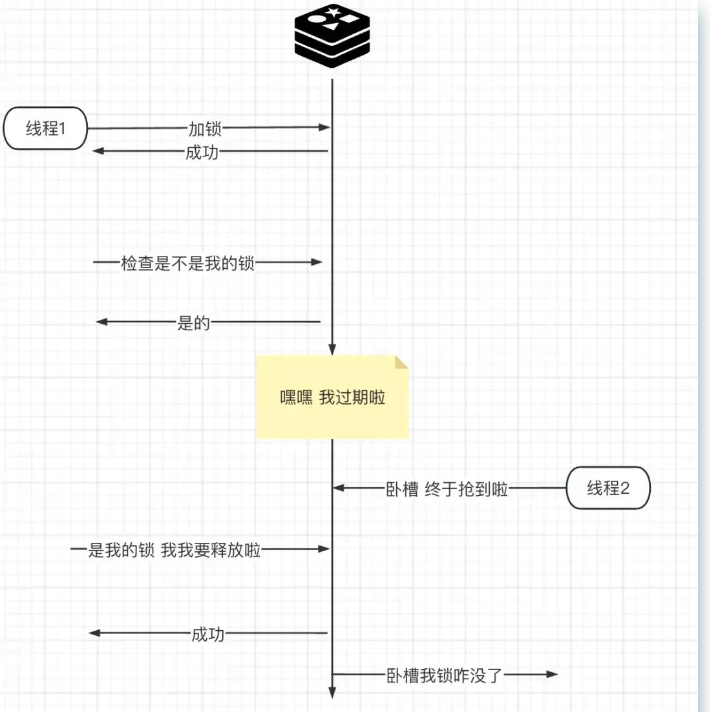 线程1
加锁
成功
检查是不是我的锁
是的
嘿嘿 我过期啦
卧槽 终于抢到啦
线程2
是我的锁 我我要释放啦
成功
卧槽我锁咋没了